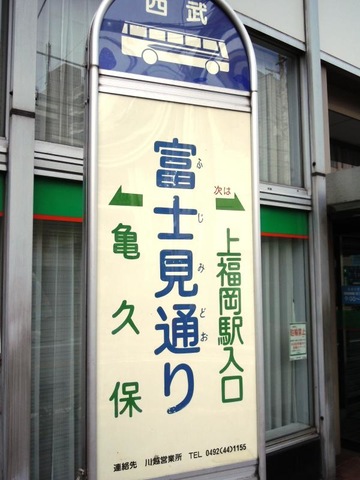 西武
富士見通り
ふじみどお
次は
上福岡駅入口
亀久保
連絡先 川越営業所 TEL 0492(44)1155